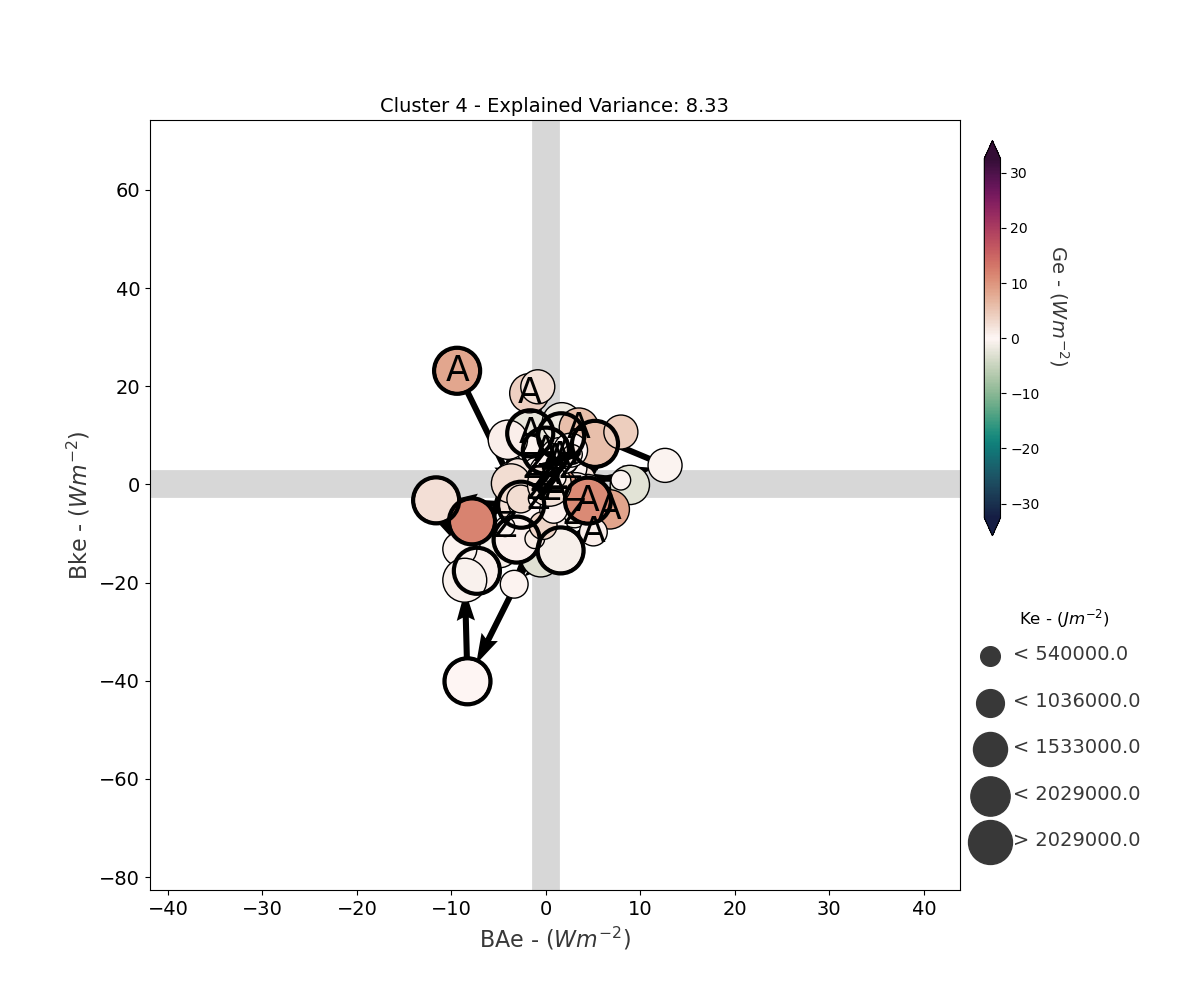 Cluster 4 - Explained Variance: 8.33
60
40
20
0
−20
−40
−60
−80
Bke - (Wm⁻²)
−40
−30
−20
−10
0
10
20
30
40
BAe - (Wm⁻²)
30
20
10
0
−10
−20
−30
Ge - (Wm⁻²)
Ke - (Jm⁻²)
< 540000.0
< 1036000.0
< 1533000.0
< 2029000.0
> 2029000.0
A
A
A
A
A
A
A
Z
Z